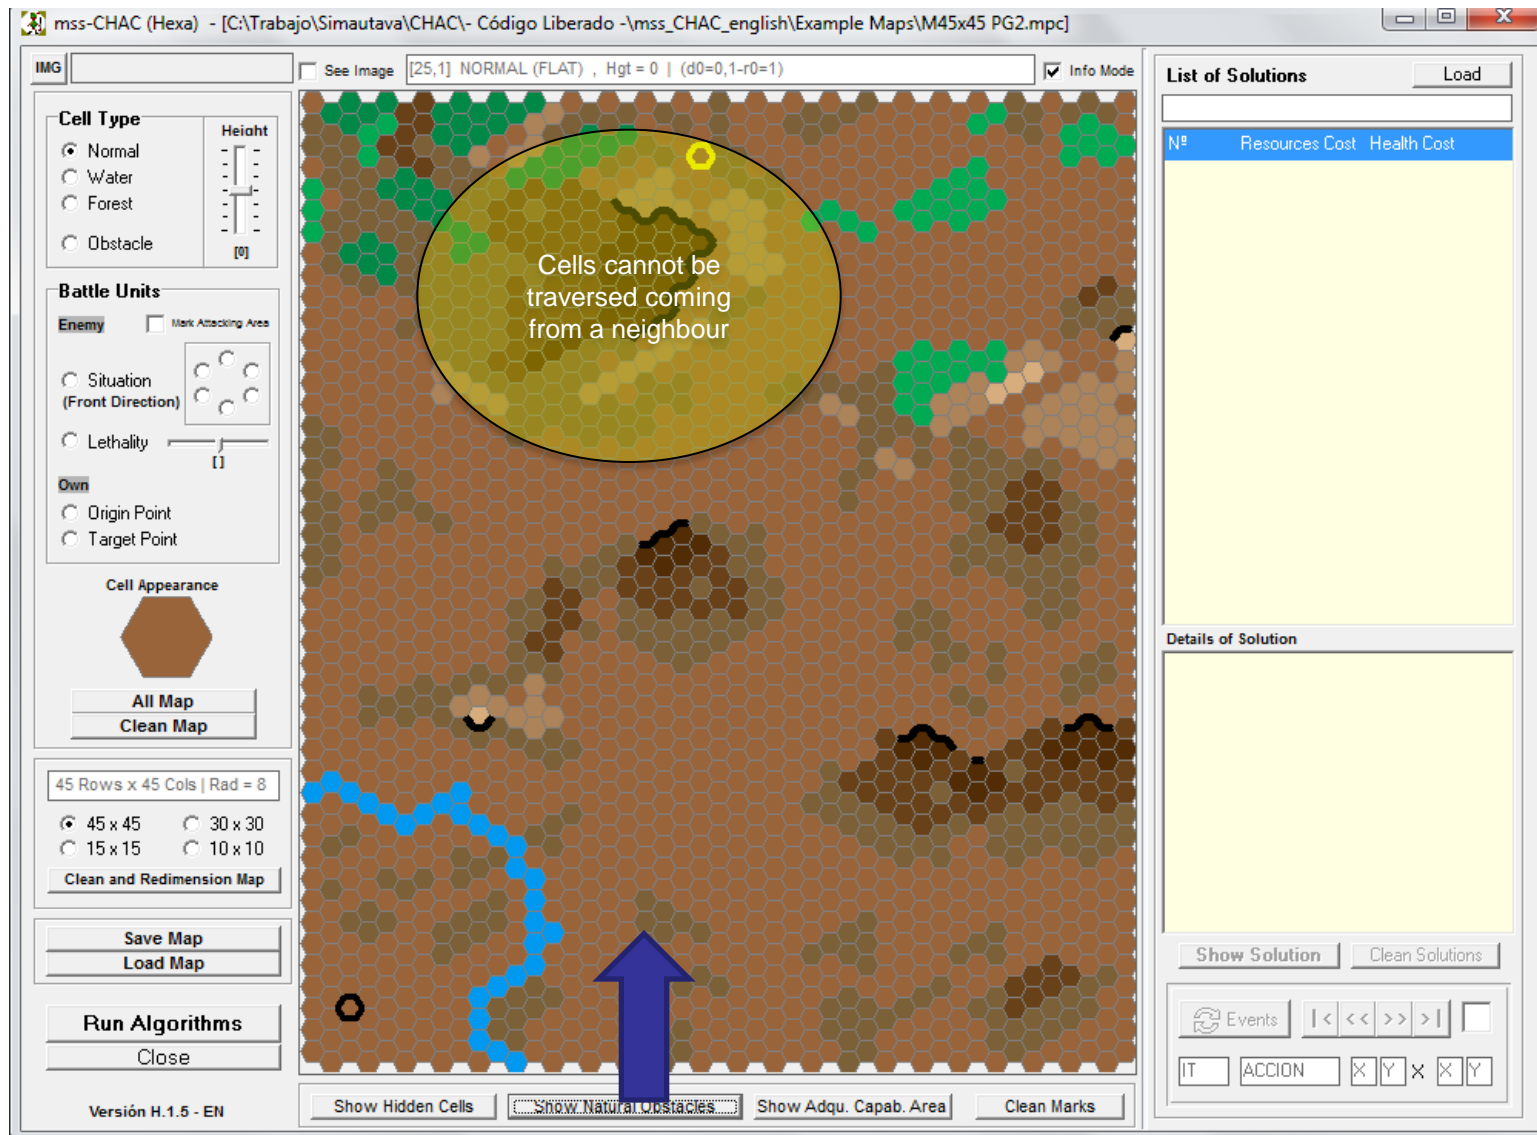 mss-CHAC (Hexa)  - [C:\Trabajo\Simautava\CHAC\- Código Liberado -\mss_CHAC_english\Example Maps\M45x45 PG2.mpc]
IMG
See Image
[25,1] NORMAL (FLAT) , Hgt = 0 | (d0=0,1-r0=1)
Info Mode
Cell Type
Height
Normal
Water
Forest
Obstacle
[0]
Battle Units
Enemy
Mark Attacking Area
Situation
(Front Direction)
Lethality
[ ]
Own
Origin Point
Target Point
Cell Appearance
All Map
Clean Map
45 Rows x 45 Cols | Rad = 8
45 x 45
30 x 30
15 x 15
10 x 10
Clean and Redimension Map
Save Map
Load Map
Run Algorithms
Close
Versión H.1.5 - EN
Cells cannot be
traversed coming
from a neighbour
Show Hidden Cells
Show Natural Obstacles
Show Adqu. Capab. Area
Clean Marks
List of Solutions
Load
Nº
Resources Cost
Health Cost
Details of Solution
Show Solution
Clean Solutions
Events
|<
<<
>>
>|
IT
ACCION
X
Y
x
X
Y